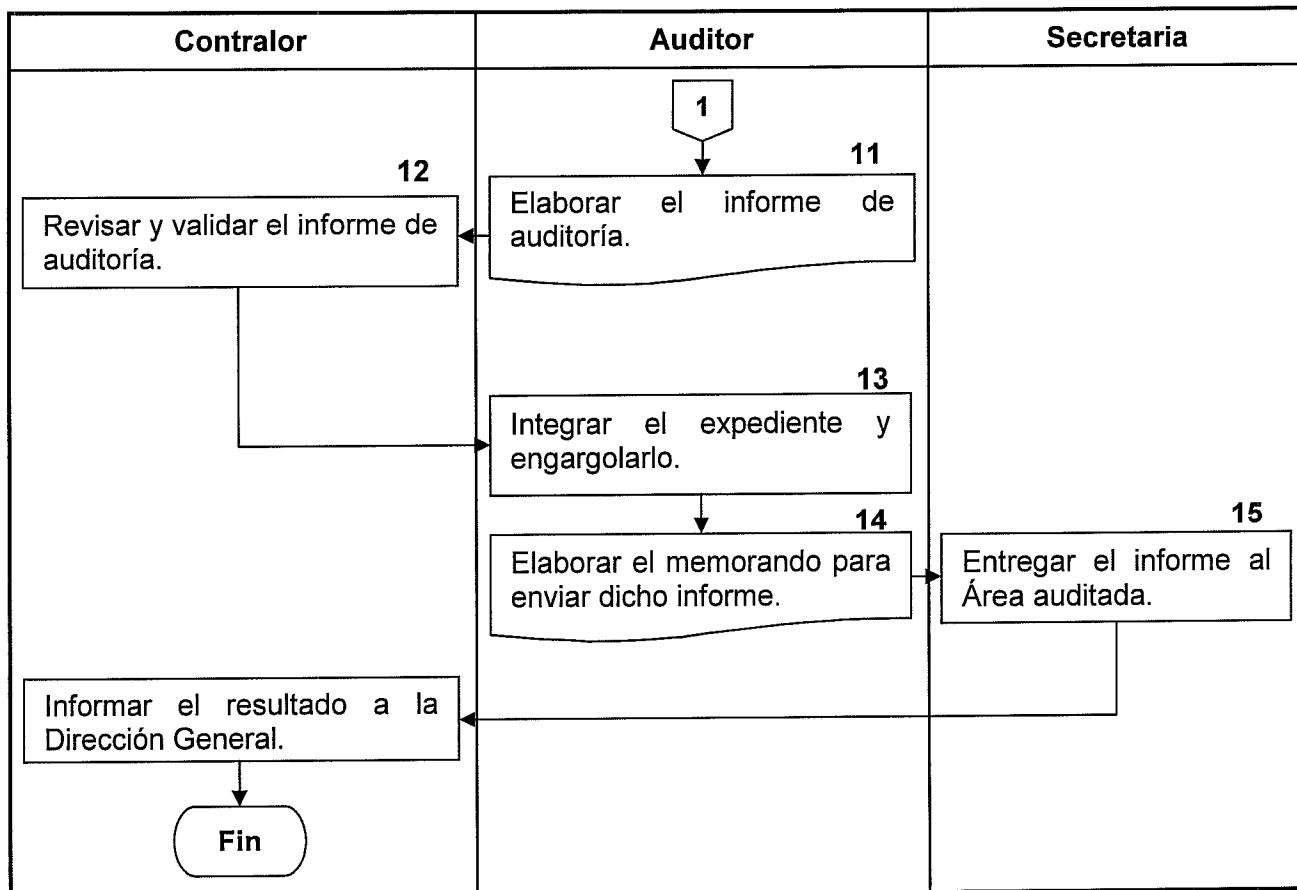 Contralor
Auditor
Secretaria
1
11
Elaborar el informe de
auditoría.
12
Revisar y validar el informe de
auditoría.
13
Integrar el expediente y
engargolarlo.
14
Elaborar el memorando para
enviar dicho informe.
15
Entregar el informe al
Área auditada.
Informar el resultado a la
Dirección General.
Fin